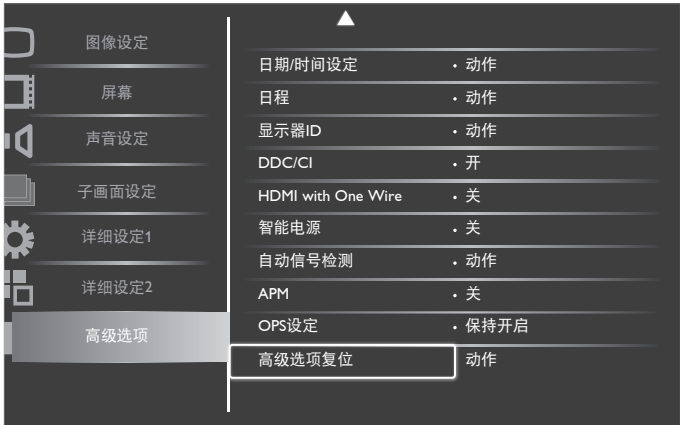 图像设定
屏幕
声音设定
子画面设定
详细设定1
详细设定2
高级选项
日期/时间设定 • 动作
日程 • 动作
显示器ID • 动作
DDC/CI • 开
HDMI with One Wire • 关
智能电源 • 关
自动信号检测 • 动作
APM • 关
OPS设定 • 保持开启
高级选项复位 动作